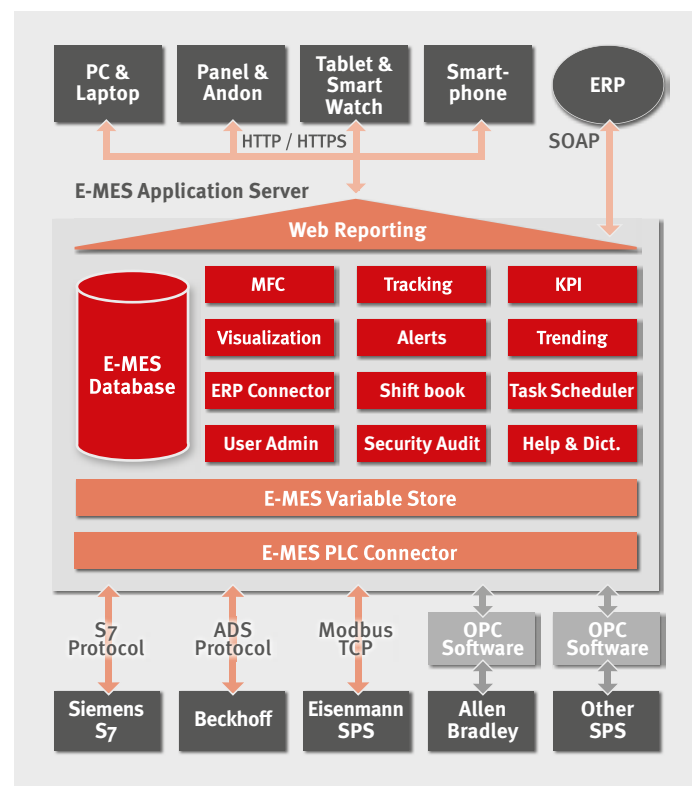 PC &
Laptop
Panel &
Andon
Tablet &
Smart
Watch
Smart-
phone
ERP
HTTP / HTTPS
SOAP
E-MES Application Server
Web Reporting
E-MES
Database
MFC
Tracking
KPI
Visualization
Alerts
Trending
ERP Connector
Shift book
Task Scheduler
User Admin
Security Audit
Help & Dict.
E-MES Variable Store
E-MES PLC Connector
S7
Protocol
ADS
Protocol
Modbus
TCP
OPC
Software
OPC
Software
Siemens
S7
Beckhoff
Eisenmann
SPS
Allen
Bradley
Other
SPS